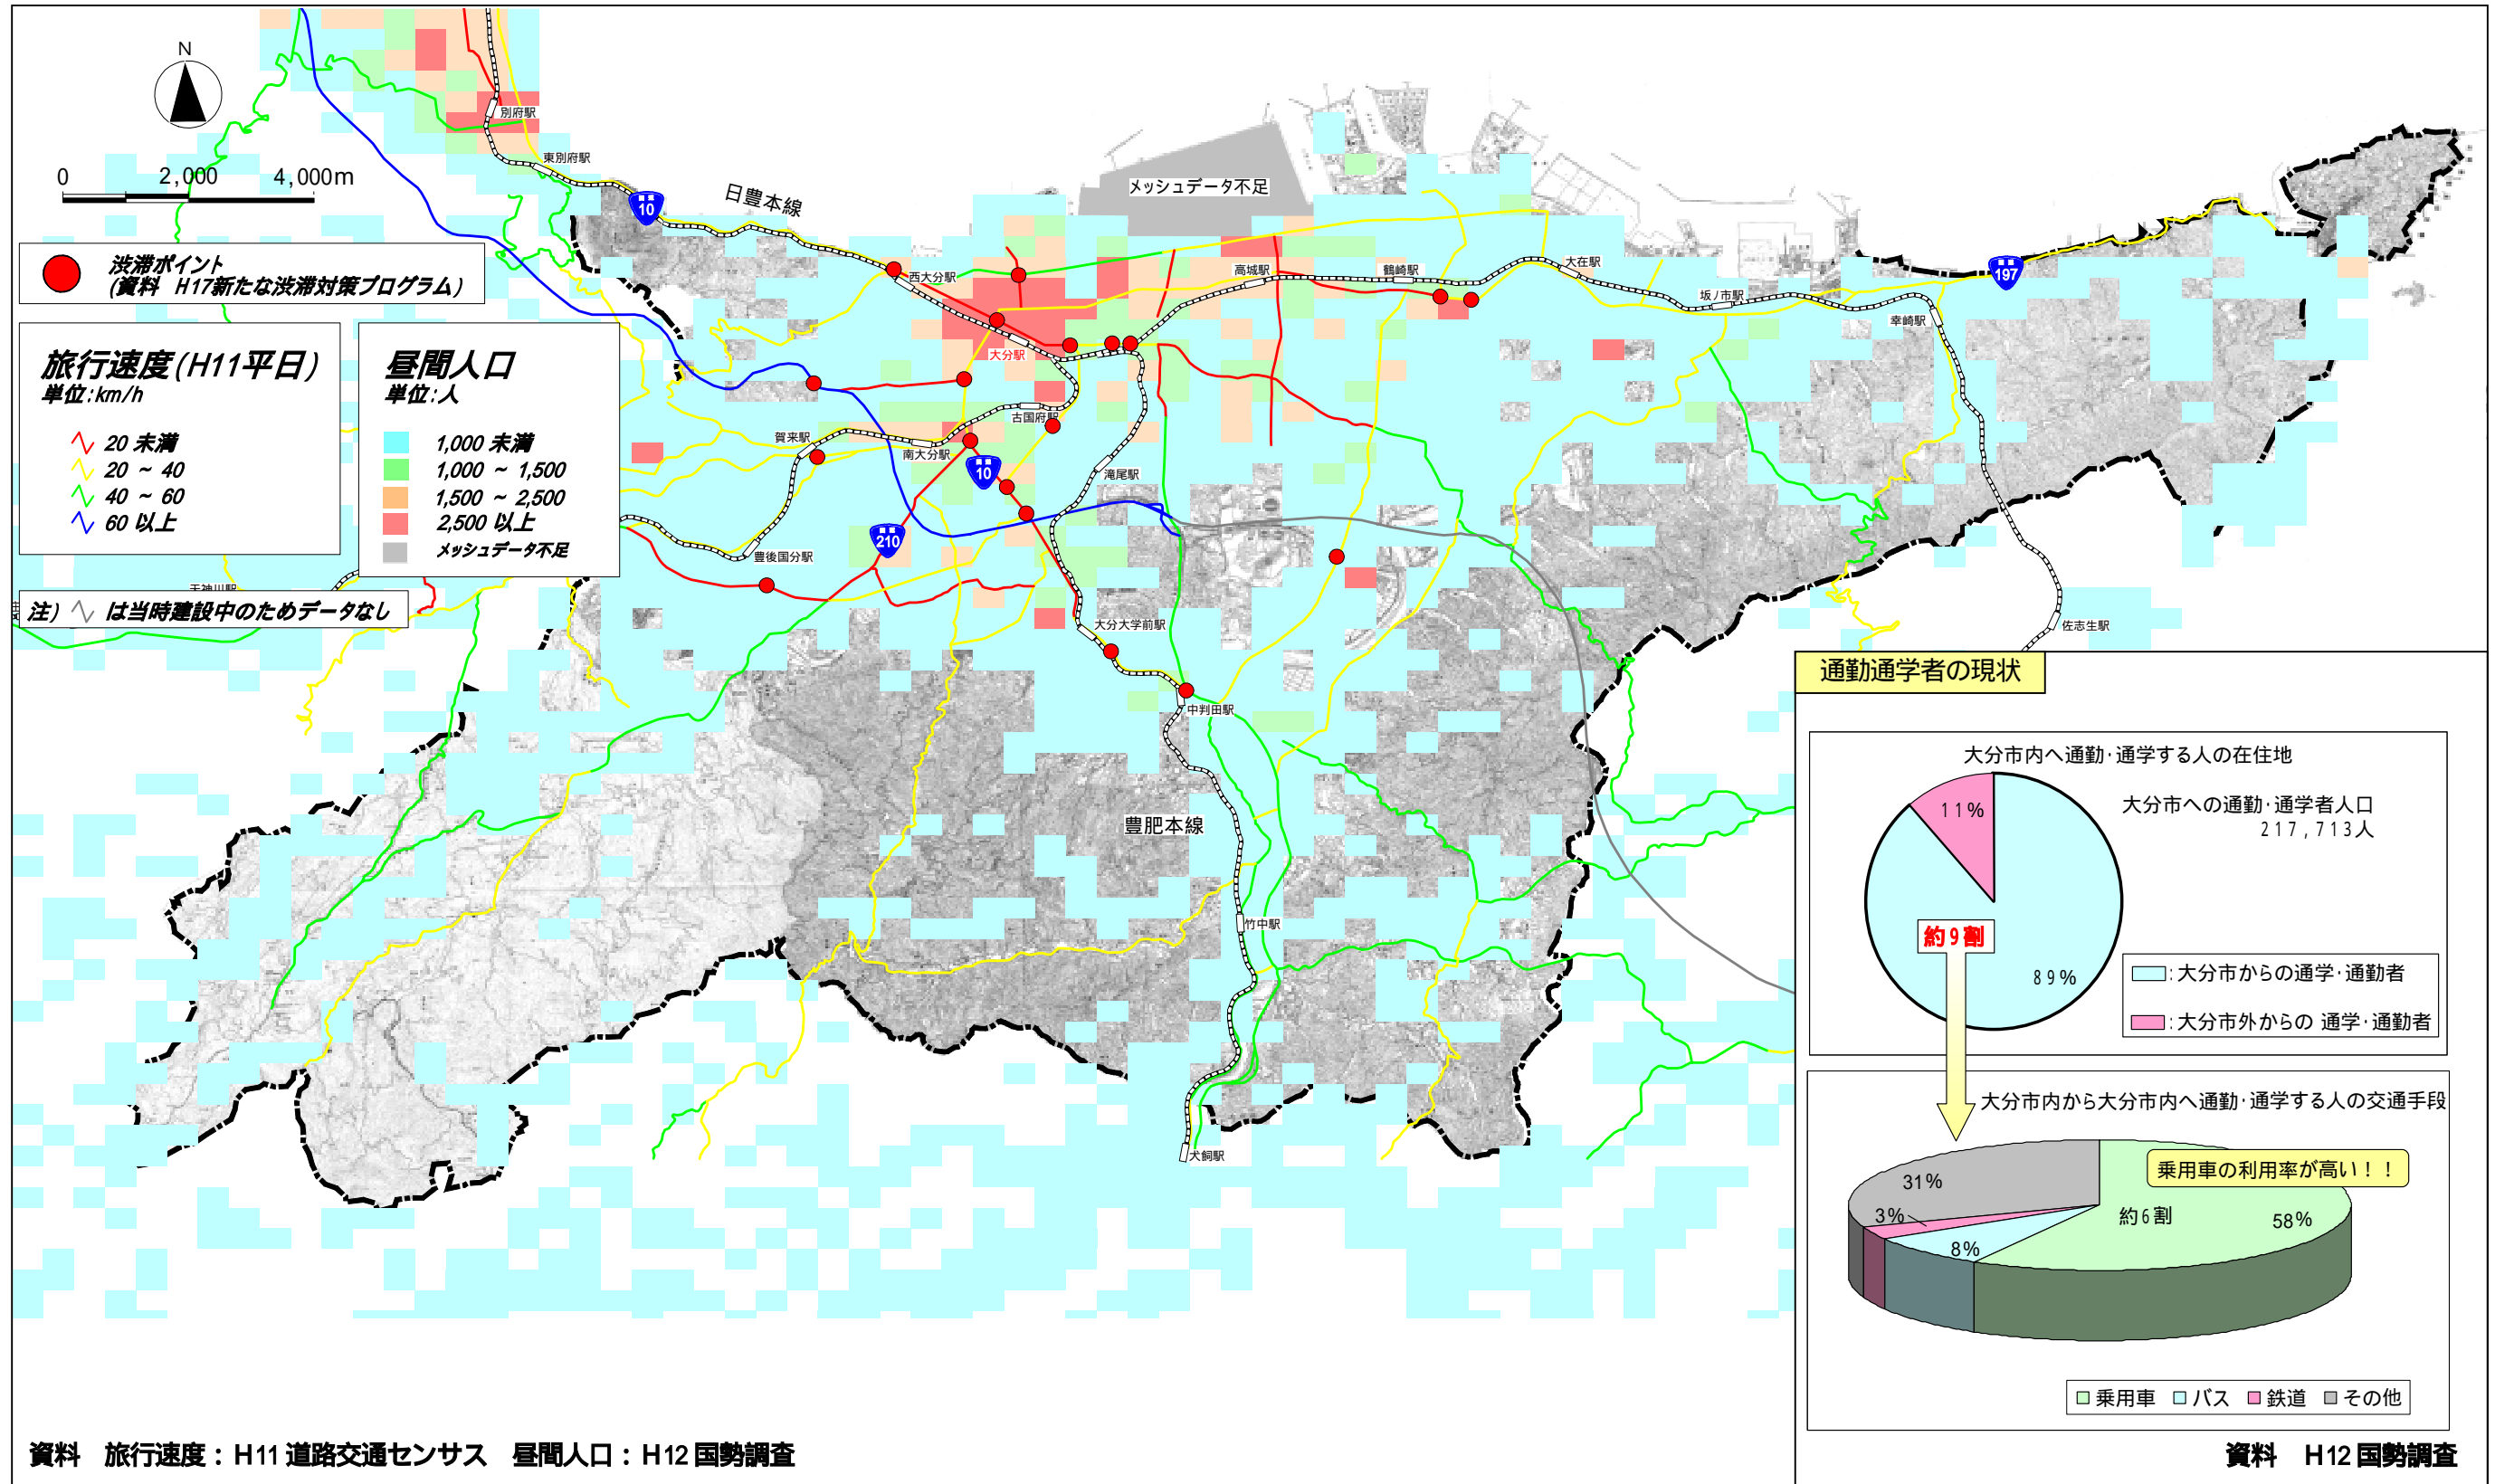 N
0 2,000 4,000m
別府駅
東別府駅
国道
10
日豊本線
メッシュデータ不足
渋滞ポイント
(資料 H17新たな渋滞対策プログラム)
西大分駅
高城駅
鶴崎駅
大在駅
国道
197
坂ノ市駅
幸崎駅
大分駅
旅行速度(H11平日)
単位:km/h
20 未満
20 ~ 40
40 ~ 60
60 以上
昼間人口
単位:人
1,000 未満
1,000 ~ 1,500
1,500 ~ 2,500
2,500 以上
メッシュデータ不足
古国府駅
賀来駅
南大分駅
国道
10
滝尾駅
国道
210
豊後国分駅
天神山駅
注) は当時建設中のためデータなし
大分大学前駅
佐志生駅
中判田駅
豊肥本線
竹中駅
犬飼駅
通勤通学者の現状
大分市内へ通勤・通学する人の在住地
11%
大分市への通勤・通学者人口
217,713人
約9割
89%
:大分市からの通学・通勤者
:大分市外からの 通学・通勤者
大分市内から大分市内へ通勤・通学する人の交通手段
乗用車の利用率が高い!!
31%
3%
約6割
58%
8%
乗用車 バス 鉄道 その他
資料 旅行速度:H11 道路交通センサス 昼間人口:H12 国勢調査
資料 H12 国勢調査